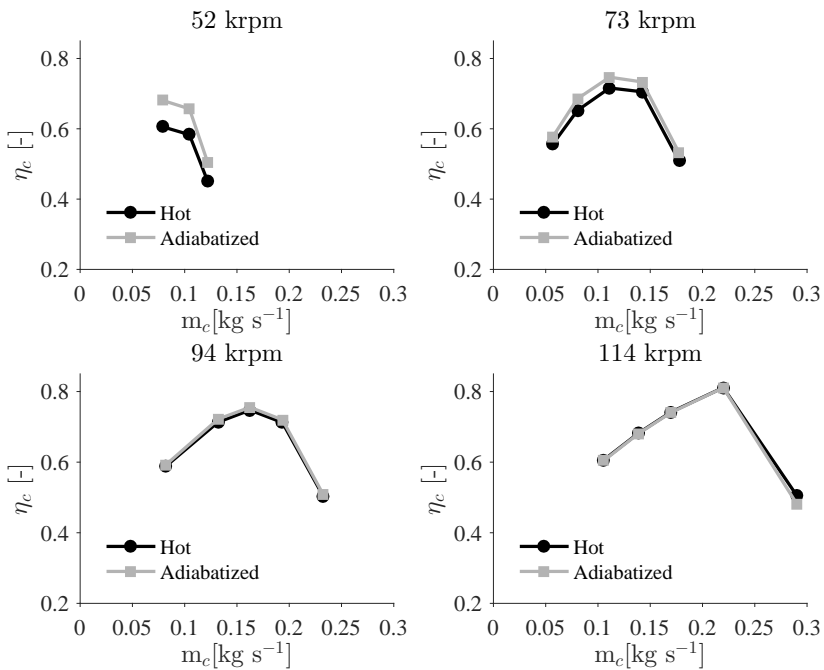 52 krpm
0.8
0.6
0.4
0.2
η_c [-]
Hot
Adiabatized
0 0.05 0.1 0.15 0.2 0.25 0.3
m_c[kg s⁻¹]
73 krpm
0.8
0.6
0.4
0.2
η_c [-]
Hot
Adiabatized
0 0.05 0.1 0.15 0.2 0.25 0.3
m_c[kg s⁻¹]
94 krpm
0.8
0.6
0.4
0.2
η_c [-]
Hot
Adiabatized
0 0.05 0.1 0.15 0.2 0.25 0.3
m_c[kg s⁻¹]
114 krpm
0.8
0.6
0.4
0.2
η_c [-]
Hot
Adiabatized
0 0.05 0.1 0.15 0.2 0.25 0.3
m_c[kg s⁻¹]